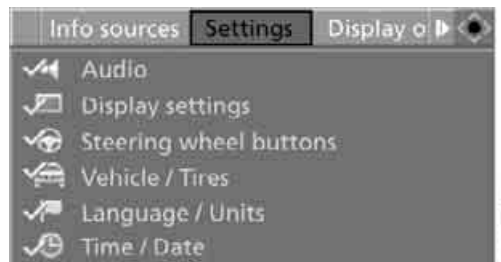 Info sources Settings Display o
Audio
Display settings
Steering wheel buttons
Vehicle / Tires
Language / Units
Time / Date